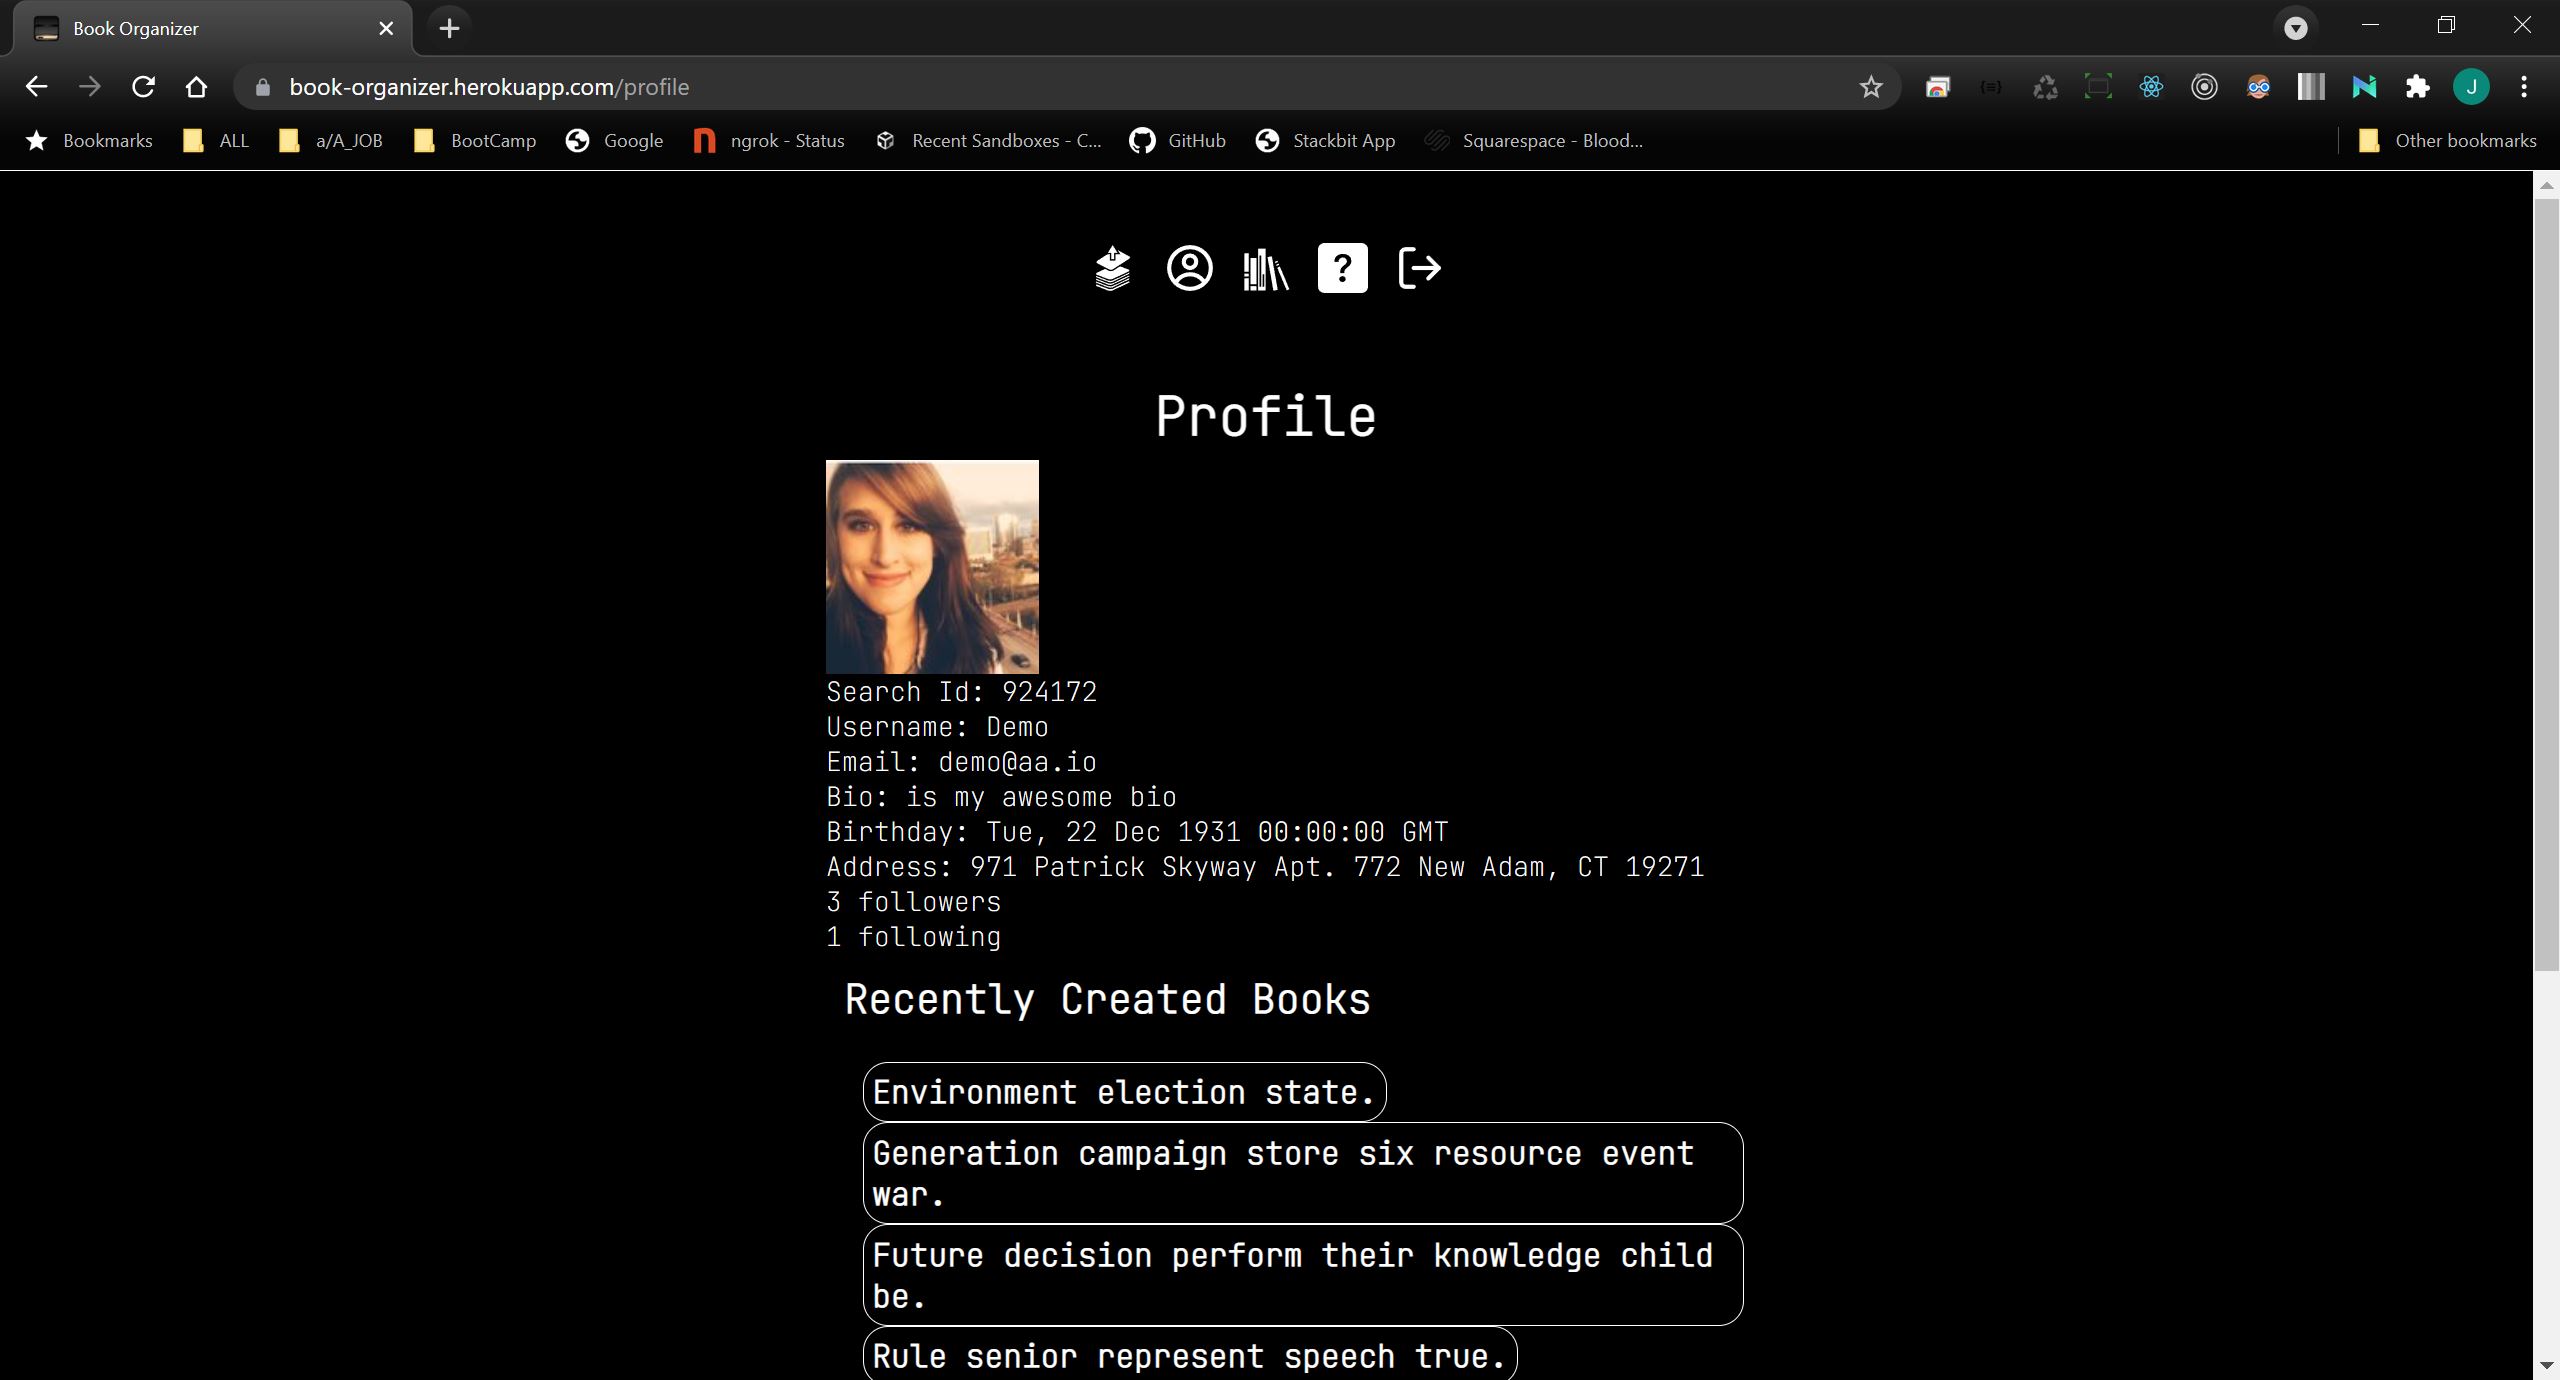 Book Organizer
book-organizer.herokuapp.com/profile
J
Bookmarks ALL a/A_JOB BootCamp Google ngrok - Status Recent Sandboxes - C... GitHub Stackbit App Squarespace - Blood... Other bookmarks
?
Profile
Search Id: 924172
Username: Demo
Email: demo@aa.io
Bio: is my awesome bio
Birthday: Tue, 22 Dec 1931 00:00:00 GMT
Address: 971 Patrick Skyway Apt. 772 New Adam, CT 19271
3 followers
1 following
Recently Created Books
Environment election state.
Generation campaign store six resource event
war.
Future decision perform their knowledge child
be.
Rule senior represent speech true.